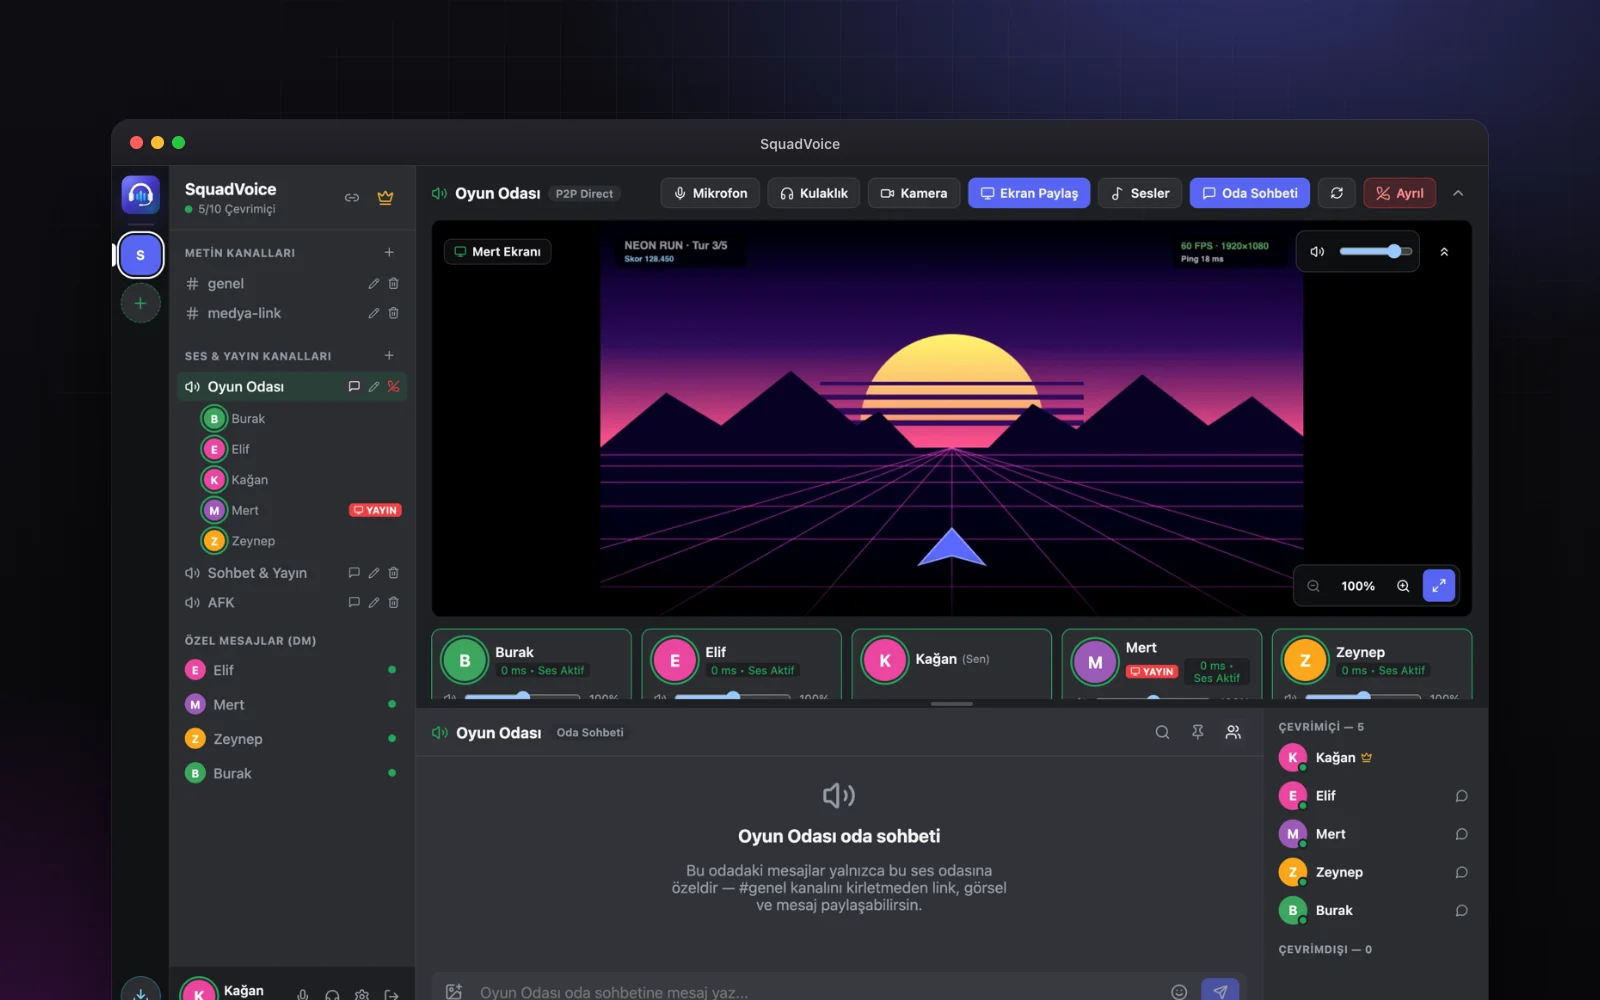 SquadVoice
SquadVoice
5/10 Çevrimiçi
S
METİN KANALLARI
genel
medya-link
SES & YAYIN KANALLARI
Oyun Odası
B Burak
E Elif
K Kağan
M Mert YAYIN
Z Zeynep
Sohbet & Yayın
AFK
ÖZEL MESAJLAR (DM)
E Elif
M Mert
Z Zeynep
B Burak
K Kağan
Oyun Odası P2P Direct
Mikrofon
Kulaklık
Kamera
Ekran Paylaş
Sesler
Oda Sohbeti
Ayrıl
Mert Ekranı
NEON RUN · Tur 3/5
Skor 128.450
60 FPS · 1920x1080
Ping 18 ms
100%
B Burak
0 ms · Ses Aktif
100%
E Elif
0 ms · Ses Aktif
100%
K Kağan (Sen)
M Mert
YAYIN
0 ms ·
Ses Aktif
Z Zeynep
0 ms · Ses Aktif
100%
Oyun Odası Oda Sohbeti
Oyun Odası oda sohbeti
Bu odadaki mesajlar yalnızca bu ses odasına
özeldir — #genel kanalını kirletmeden link, görsel
ve mesaj paylaşabilirsin.
Oyun Odası oda sohbetine mesaj yaz...
ÇEVRİMİÇİ — 5
K Kağan
E Elif
M Mert
Z Zeynep
B Burak
ÇEVRİMDIŞI — 0